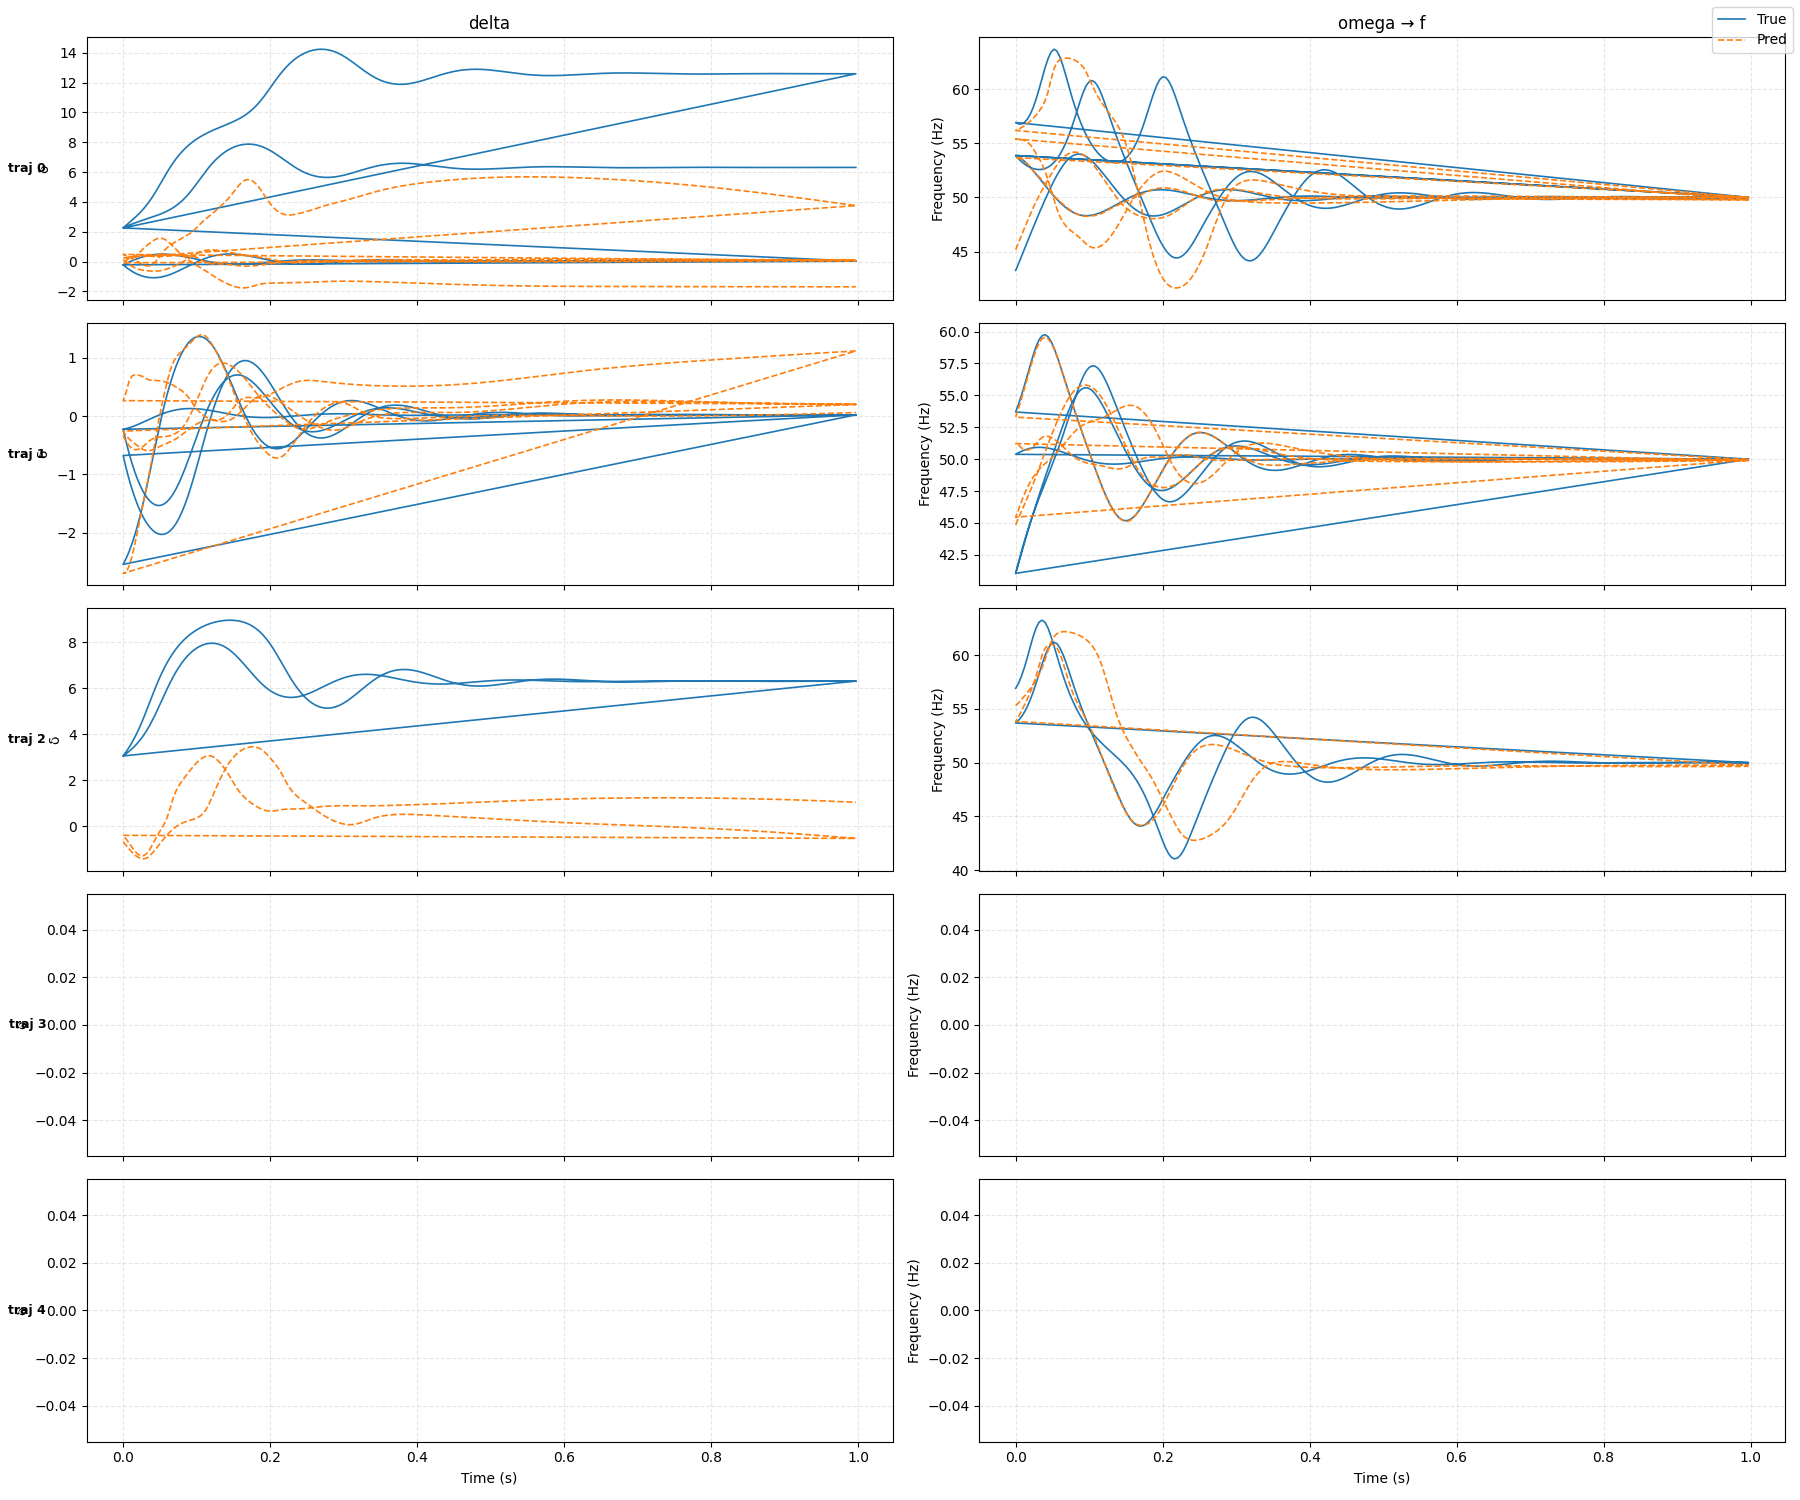 delta
omega → f
True
Pred
14
12
10
8
6
4
2
0
−2
traj 0
60
55
50
45
Frequency (Hz)
1
0
−1
−2
traj 1
60.0
57.5
55.0
52.5
50.0
47.5
45.0
42.5
Frequency (Hz)
8
6
4
2
0
traj 2
δ
60
55
50
45
40
Frequency (Hz)
0.04
0.02
0.00
−0.02
−0.04
traj 3
0.04
0.02
0.00
−0.02
−0.04
Frequency (Hz)
0.04
0.02
0.00
−0.02
−0.04
traj 4
0.04
0.02
0.00
−0.02
−0.04
Frequency (Hz)
0.0 0.2 0.4 0.6 0.8 1.0
Time (s)
0.0 0.2 0.4 0.6 0.8 1.0
Time (s)